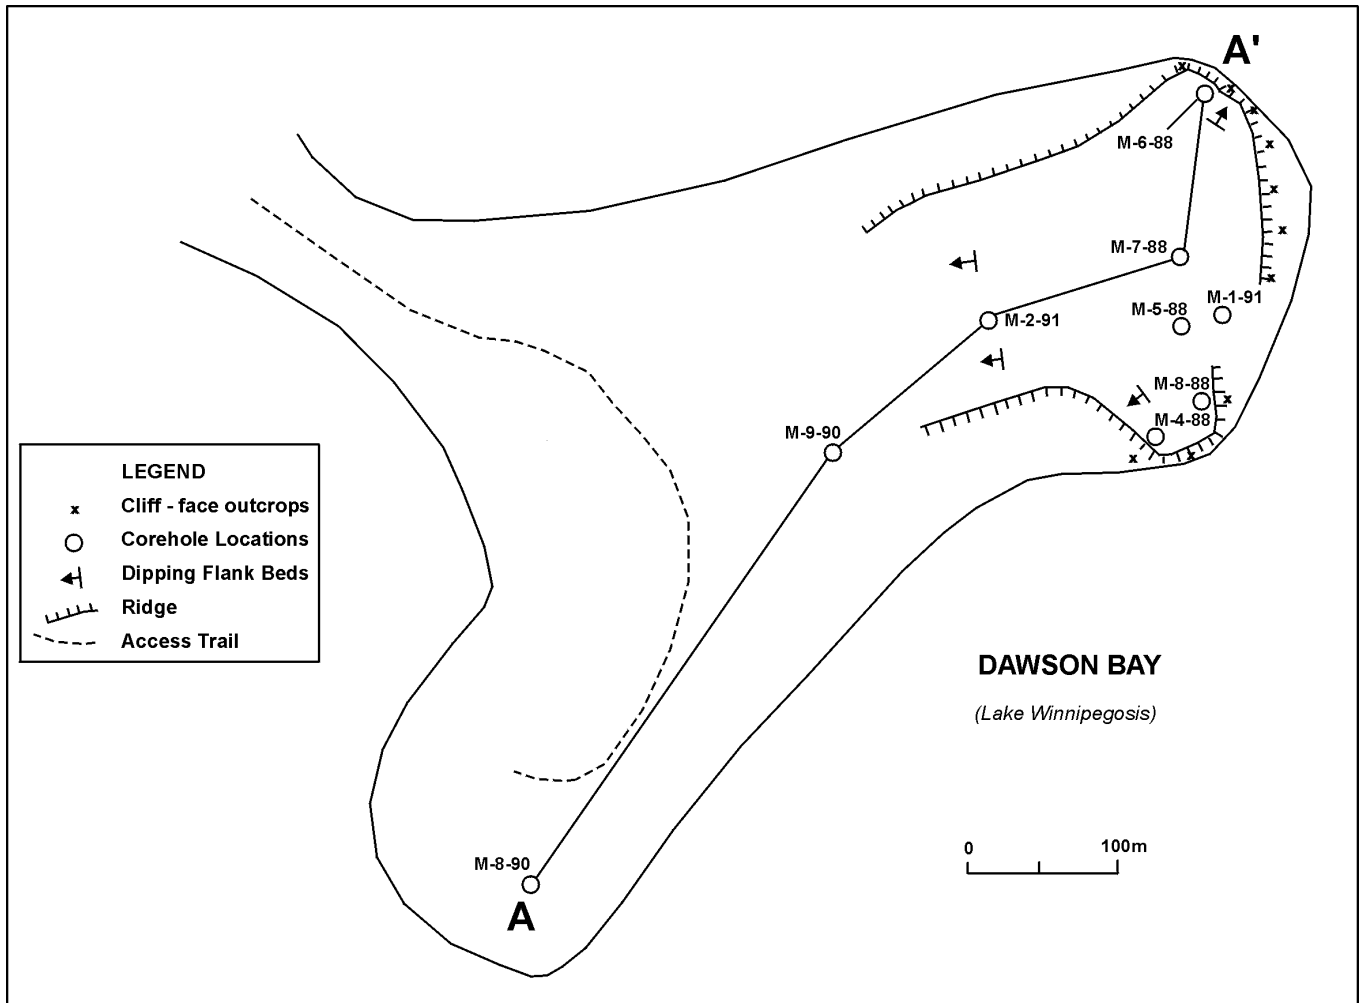 A'
M-6-88
M-7-88
M-1-91
M-5-88
M-2-91
M-8-88
M-4-88
M-9-90
LEGEND
x Cliff - face outcrops
Corehole Locations
Dipping Flank Beds
Ridge
Access Trail
DAWSON BAY
(Lake Winnipegosis)
0 100m
M-8-90
A